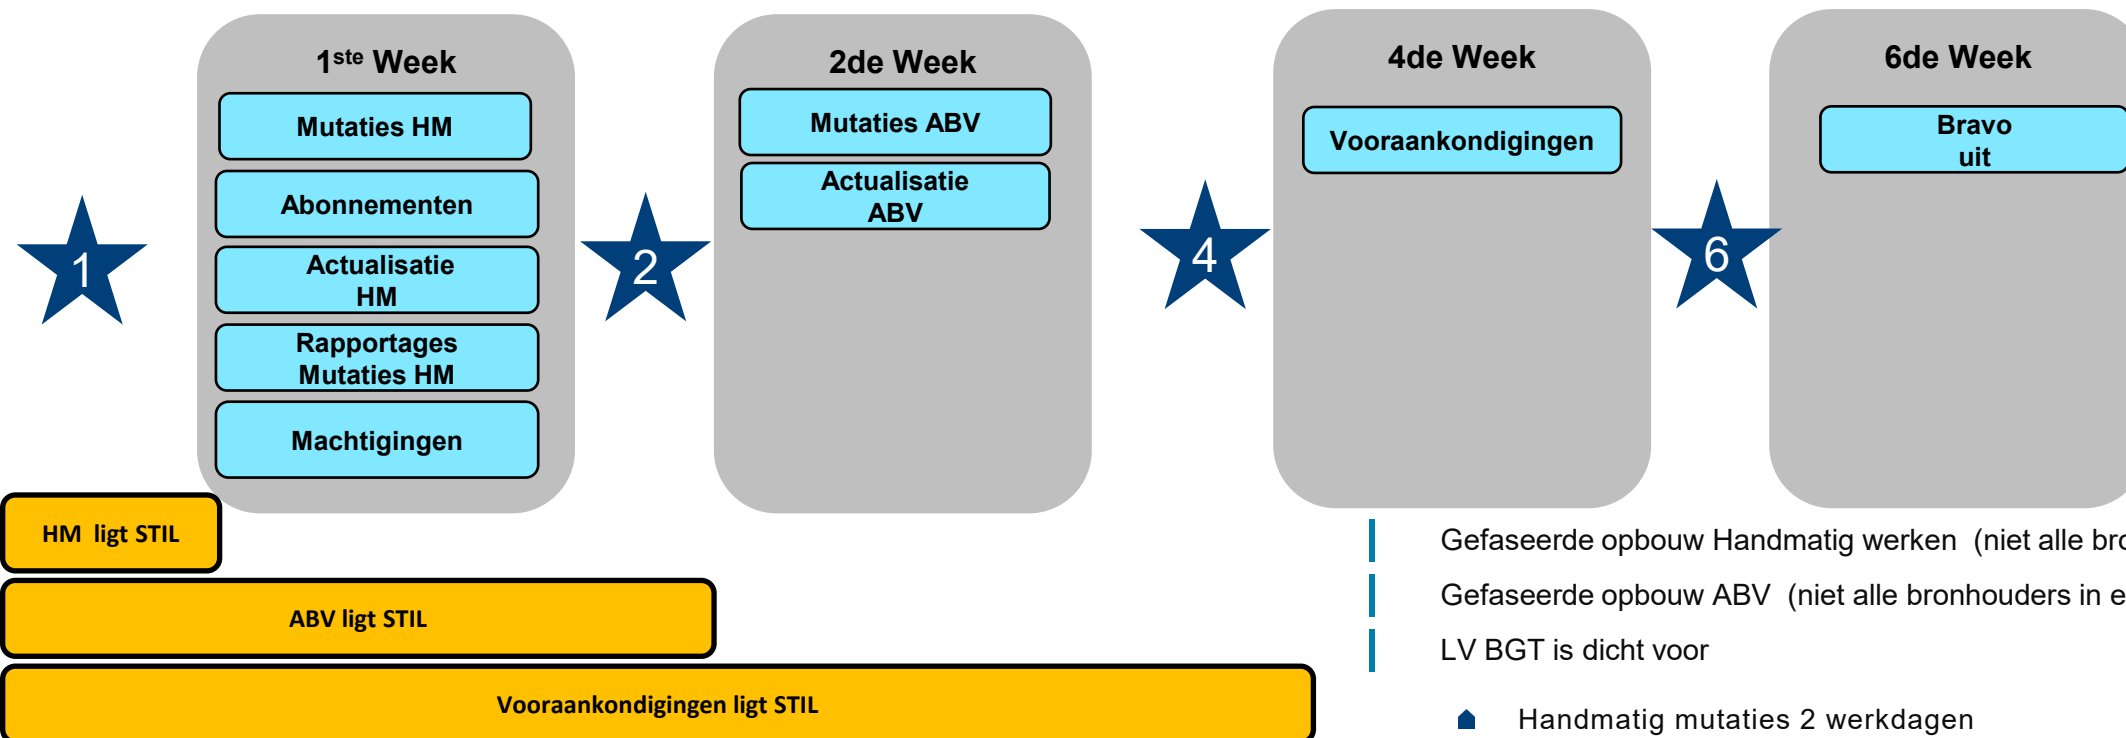 1ste Week
Mutaties HM
Abonnementen
Actualisatie
HM
Rapportages
Mutaties HM
Machtigingen
2de Week
Mutaties ABV
Actualisatie
ABV
4de Week
Vooraankondigingen
6de Week
Bravo
uit
1
2
4
6
HM ligt STIL
ABV ligt STIL
Vooraankondigingen ligt STIL
Gefaseerde opbouw Handmatig werken (niet alle
Gefaseerde opbouw ABV (niet alle bronhouders in
LV BGT is dicht voor
Handmatig mutaties 2 werkdagen